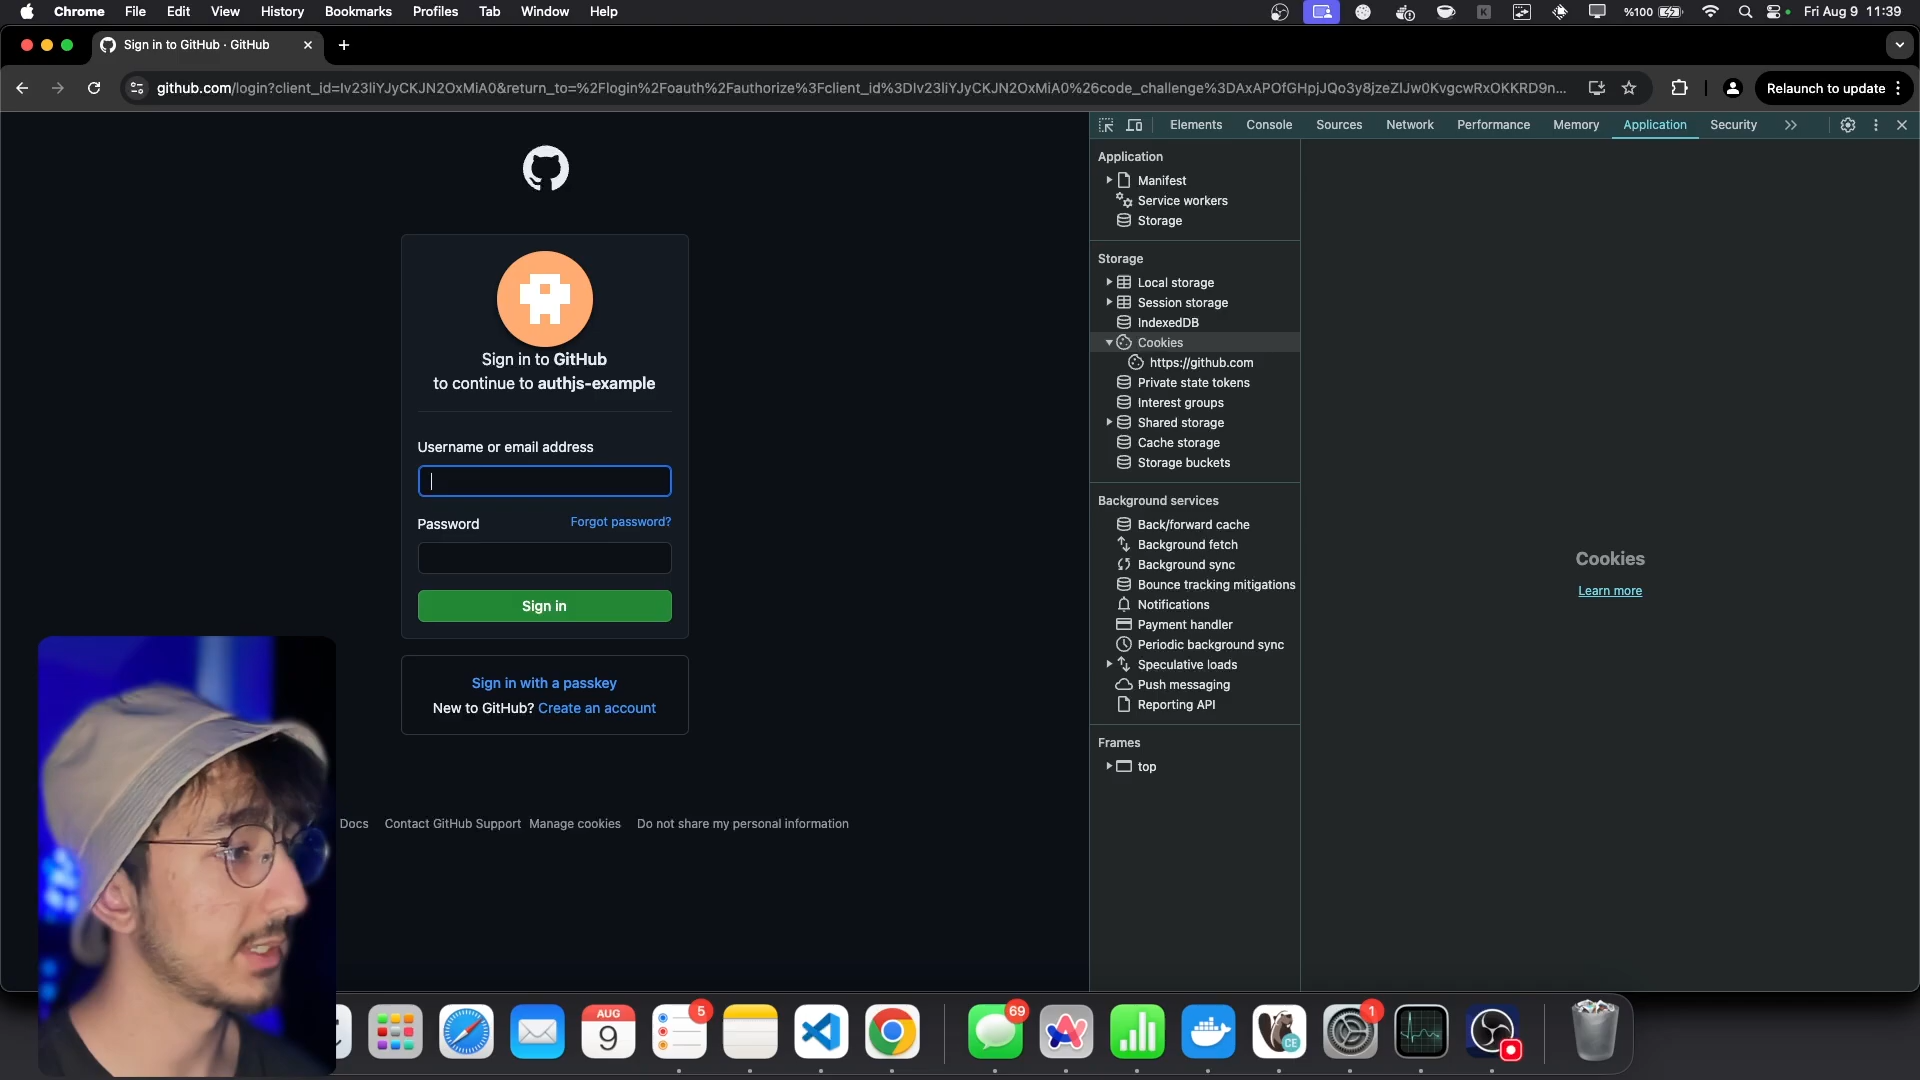 Chrome File Edit View History Bookmarks Profiles Tab Window Help
%100 Fri Aug 9 11:39
Sign in to GitHub · GitHub
github.com/login?client_id=Iv23liYJyCKJN2OxMiA0&return_to=%2Flogin%2Foauth%2Fauthorize%3Fclient_id%3DIv23liYJyCKJN2OxMiA0%26code_challenge%3DAxAPOfGHpjJQo3y8jzeZIJw0KvgcwRxOKKRD9n...
Relaunch to update
Elements Console Sources Network Performance Memory Application Security
Sign in to GitHub
to continue to authjs-example
Username or email address
Password Forgot password?
Sign in
Sign in with a passkey
New to GitHub? Create an account
Docs Contact GitHub Support Manage cookies Do not share my personal information
Application
Manifest
Service workers
Storage
Storage
Local storage
Session storage
IndexedDB
Cookies
https://github.com
Private state tokens
Interest groups
Shared storage
Cache storage
Storage buckets
Background services
Back/forward cache
Background fetch
Background sync
Bounce tracking mitigations
Notifications
Payment handler
Periodic background sync
Speculative loads
Push messaging
Reporting API
Frames
top
Cookies
Learn more
AUG
9
5
69
CE
1